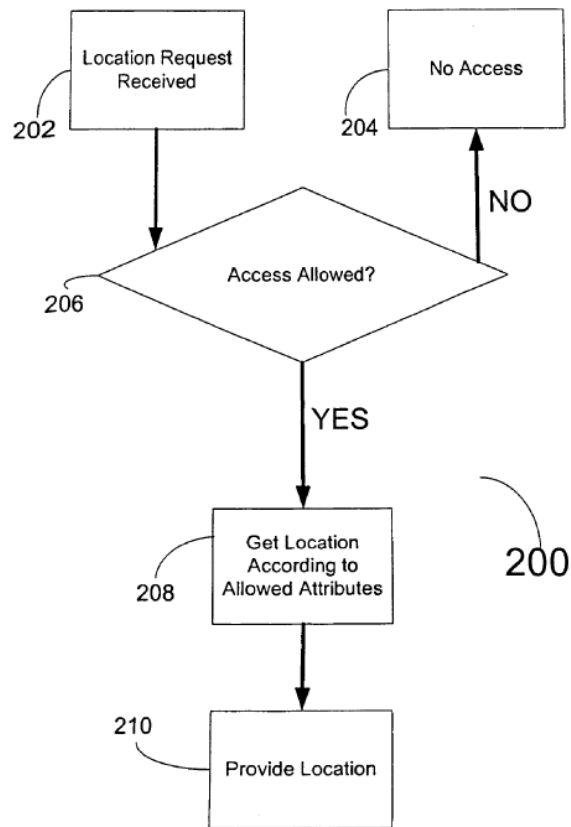 Location Request
Received
202
No Access
204
NO
Access Allowed?
206
YES
Get Location
According to
Allowed Attributes
208
200
210
Provide Location